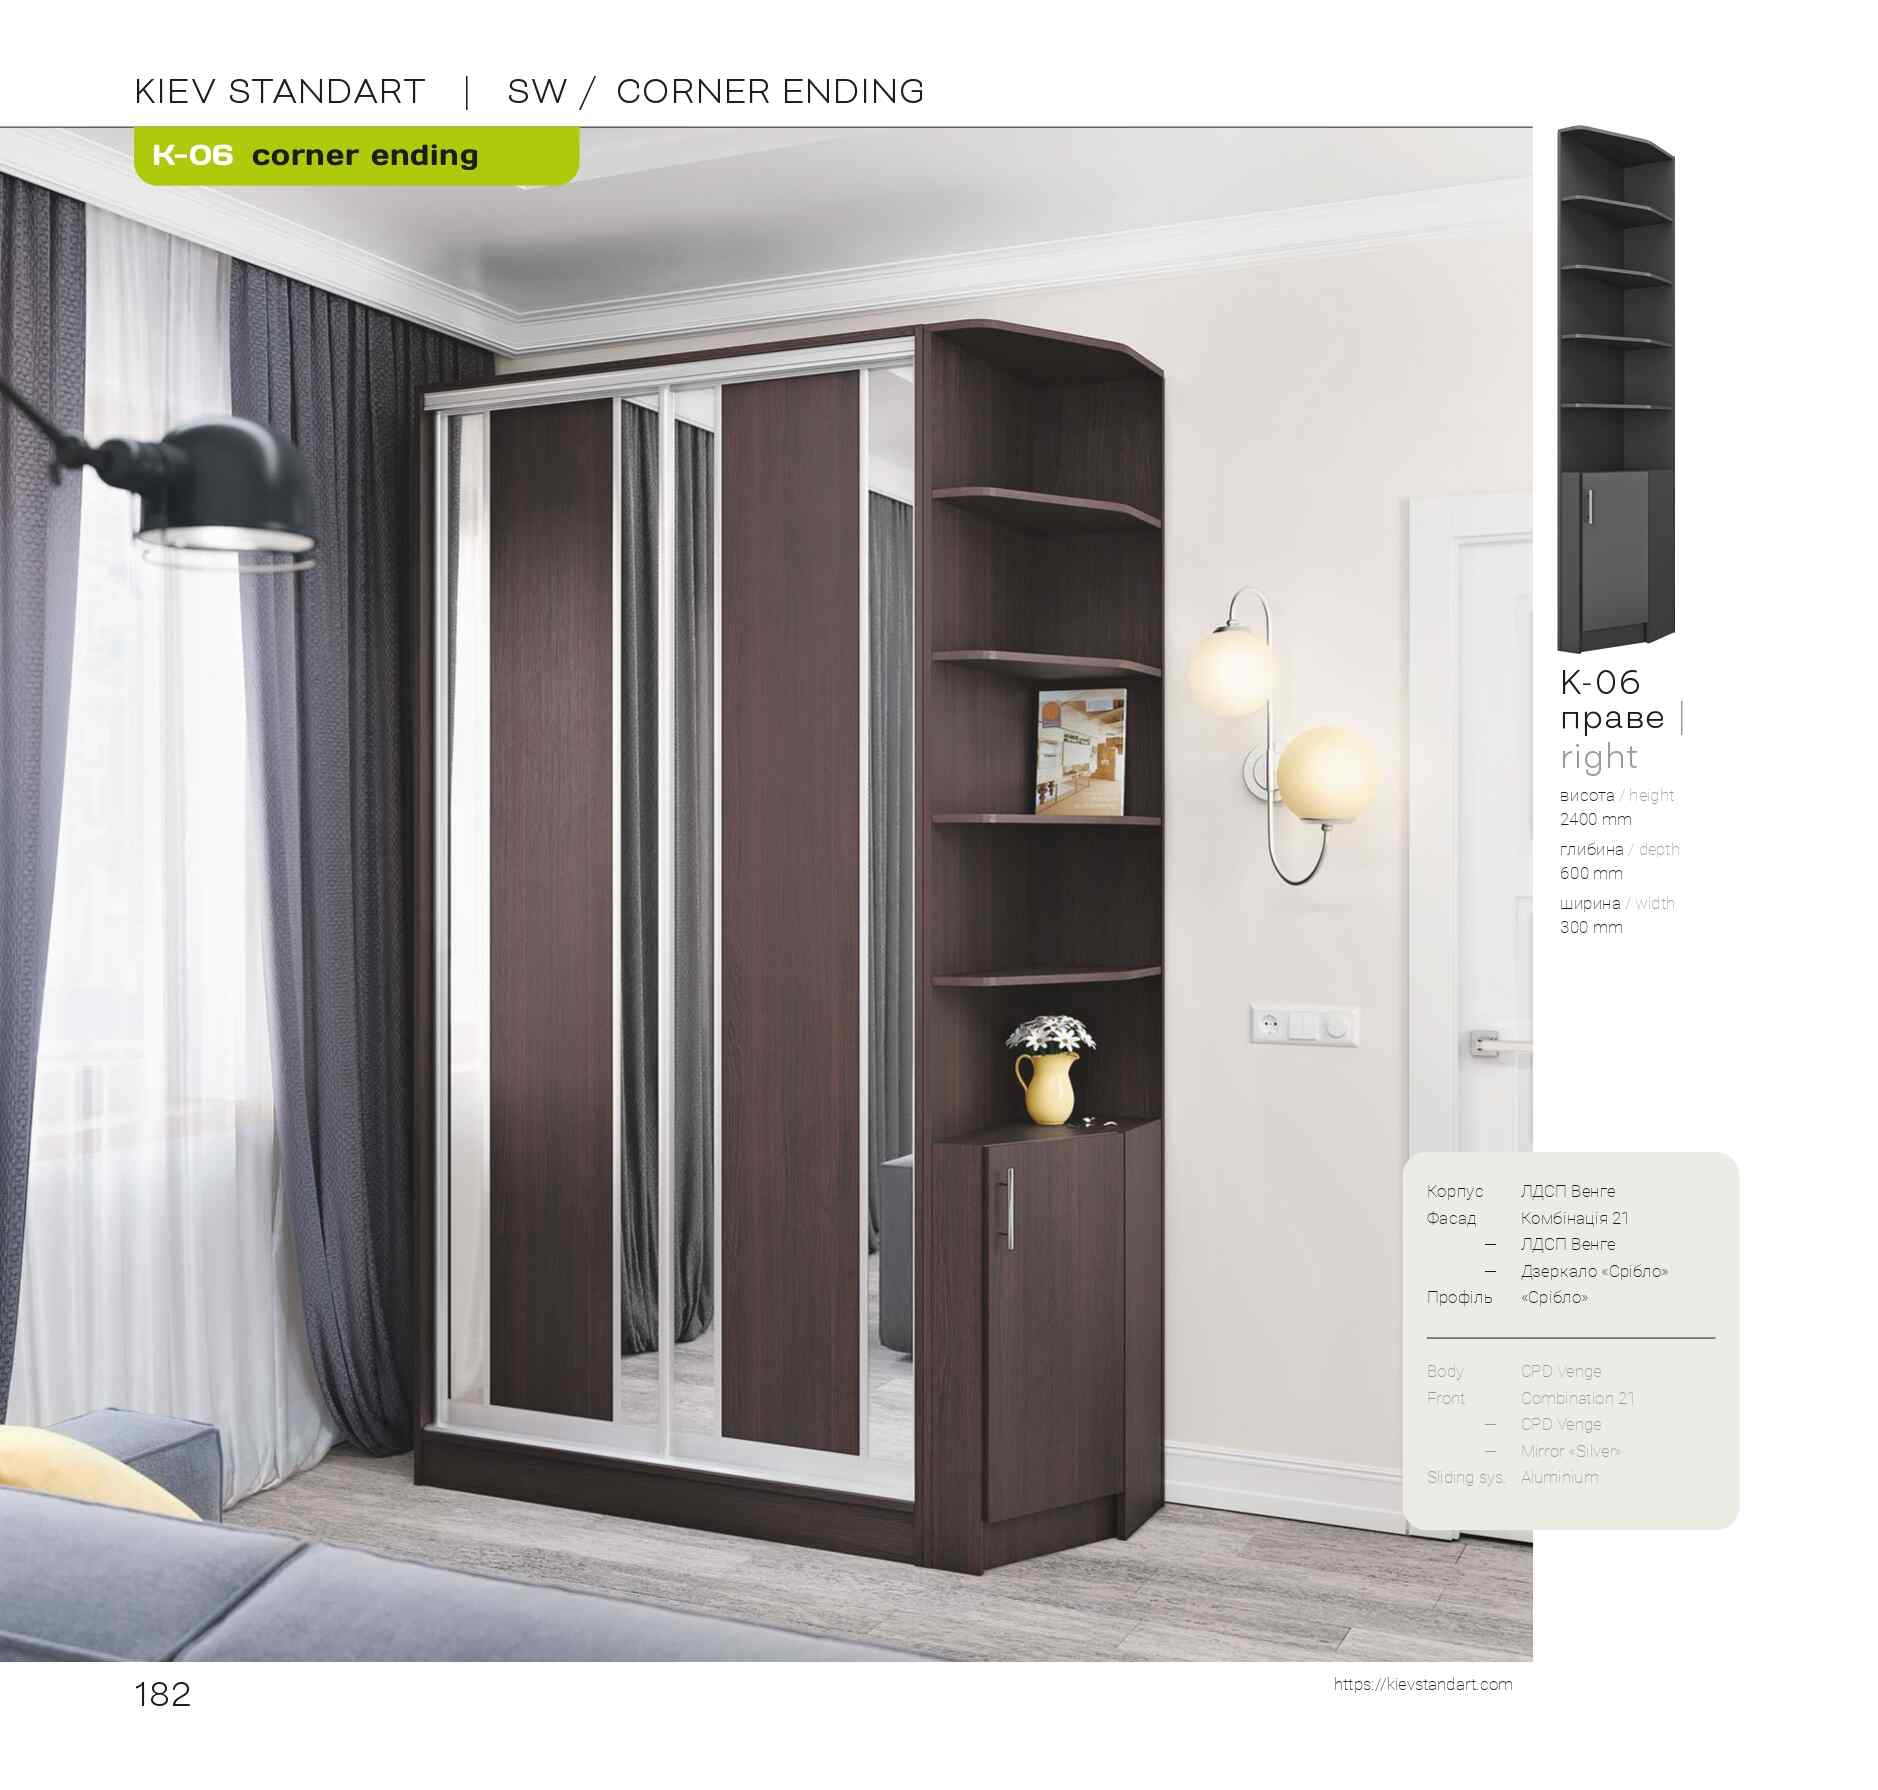 KIEV STANDART | SW / CORNER ENDING
K-06 corner ending
K-06
праве |
right
висота / height
2400 mm
глибина / depth
600 mm
ширина / width
300 mm
Корпус ЛДСП Венге
Фасад Комбінація 21
— ЛДСП Венге
— Дзеркало «Срібло»
Профіль «Срібло»
Body CPD Venge
Front Combination 21
— CPD Venge
— Mirror «Silver»
Sliding sys. Aluminium
182
https://kievstandart.com